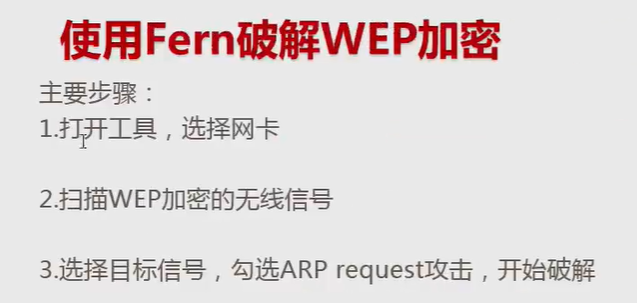 使用Fern破解WEP加密
主要步骤：
1.打开工具，选择网卡
2.扫描WEP加密的无线信号
3.选择目标信号，勾选ARP request攻击，开始破解